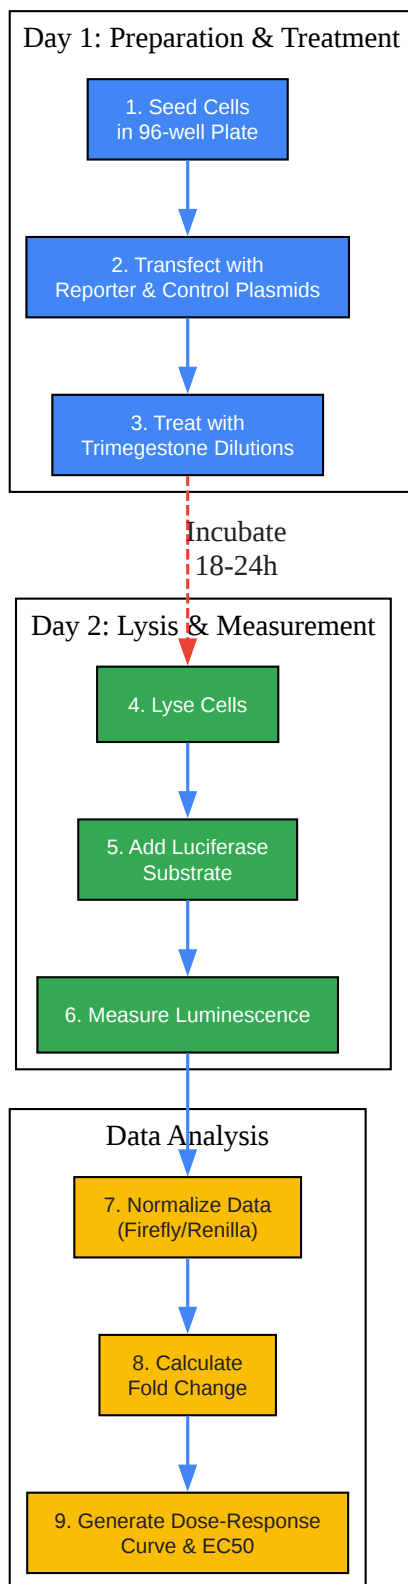 Day 1: Preparation & Treatment
1. Seed Cells
in 96-well Plate
2. Transfect with
Reporter & Control Plasmids
3. Treat with
Trimegestone Dilutions
Incubate
18-24h
Day 2: Lysis & Measurement
4. Lyse Cells
5. Add Luciferase
Substrate
6. Measure Luminescence
Data Analysis
7. Normalize Data
(Firefly/Renilla)
8. Calculate
Fold Change
9. Generate Dose-Response
Curve & EC50